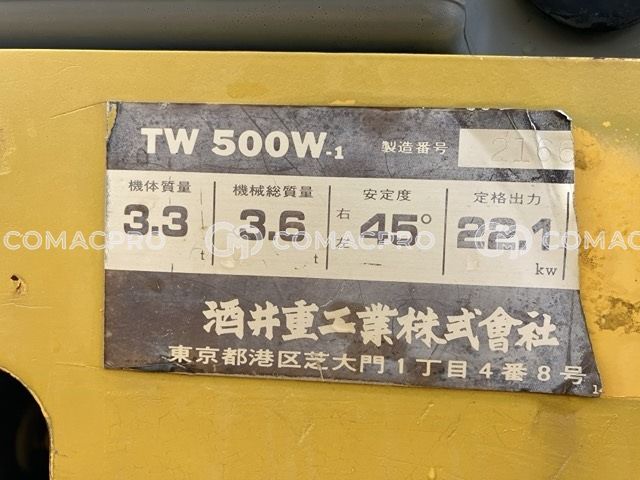 TW 500W-1 製造番号 2166
機体質量 機械総質量 安定度 定格出力
3.3 t 3.6 t 右 左 45° 22.1 kw
COMACPRO COMACPRO COMACPRO
酒井重工業株式會社
東京都港区芝大門1丁目4番8号